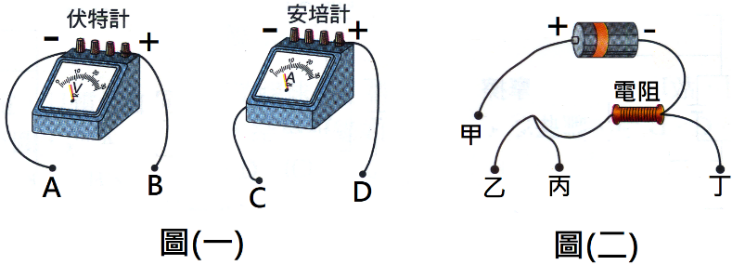 伏特計
- +
V
A B
安培計
- +
A
C D
圖(一)
+ -
電阻
甲
乙 丙 丁
圖(二)